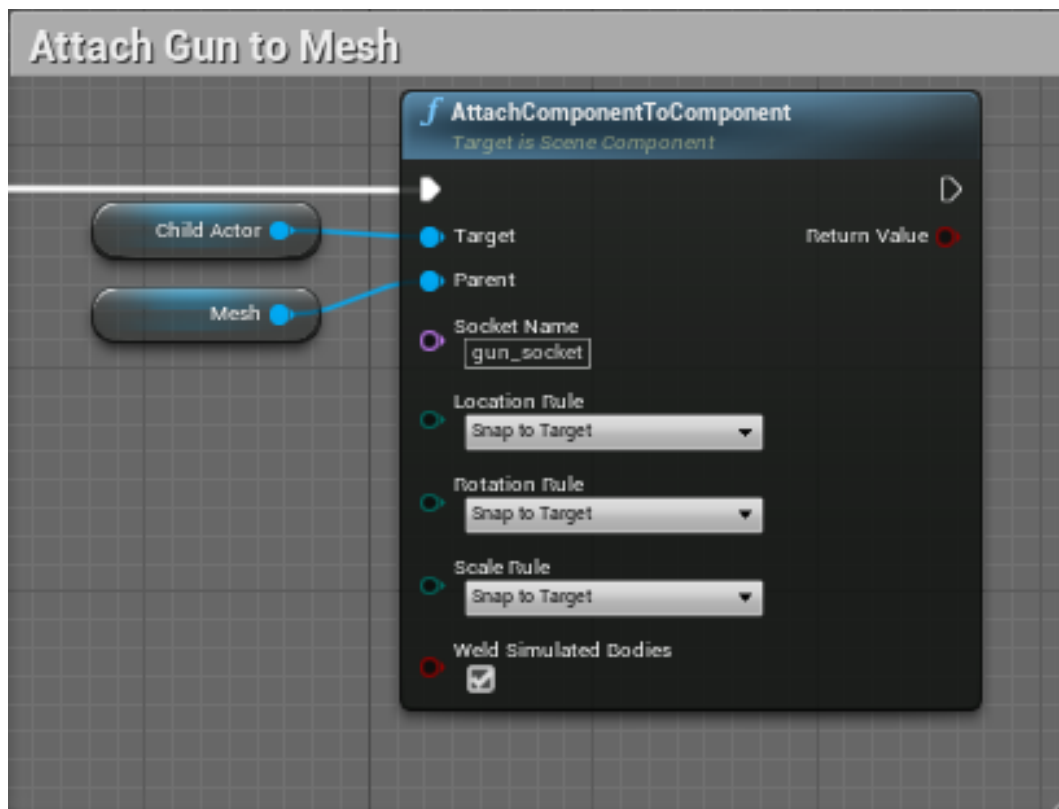 Attach Gun to Mesh
f AttachComponentToComponent
Target is Scene Component
Child Actor
Target
Return Value
Mesh
Parent
Socket Name
gun_socket
Location Rule
Snap to Target
Rotation Rule
Snap to Target
Scale Rule
Snap to Target
Weld Simulated Bodies